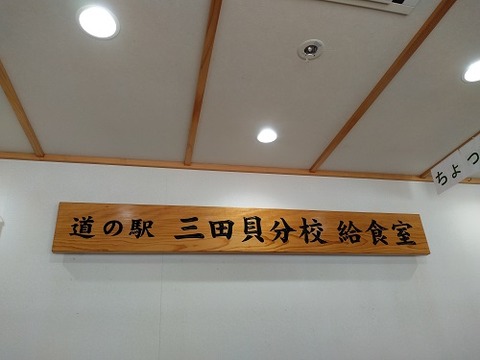 道の駅 三田貝分校 給食室
ちょっ